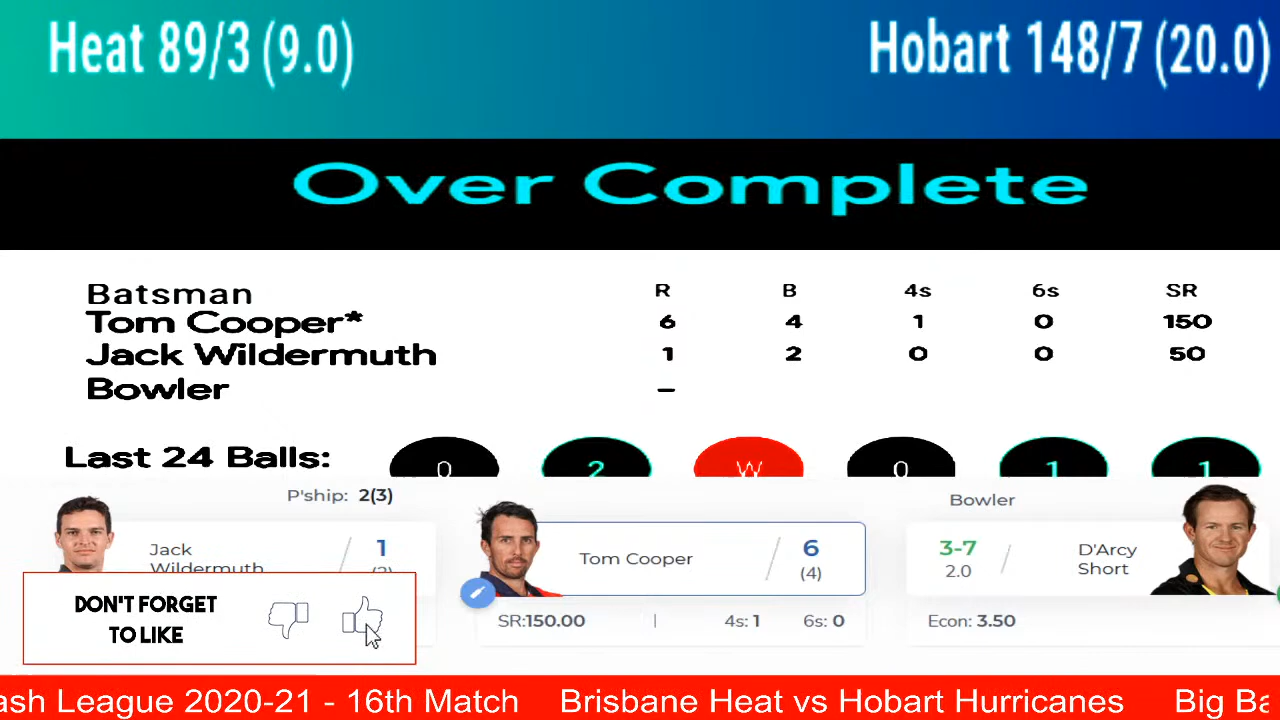 Heat 89/3 (9.0)
Hobart 148/7 (20.0)
Over Complete
Batsman R B 4s 6s SR
Tom Cooper* 6 4 1 0 150
Jack Wildermuth 1 2 0 0 50
Bowler –
Last 24 Balls: 0 2 W 0 1 1
P'ship: 2(3)
Jack
Wildermuth
1
Tom Cooper
6
(4)
SR:150.00 | 4s: 1 6s: 0
Bowler
3-7
2.0
D'Arcy
Short
Econ: 3.50
DON'T FORGET
TO LIKE
ash League 2020-21 - 16th Match Brisbane Heat vs Hobart Hurricanes Big Ba